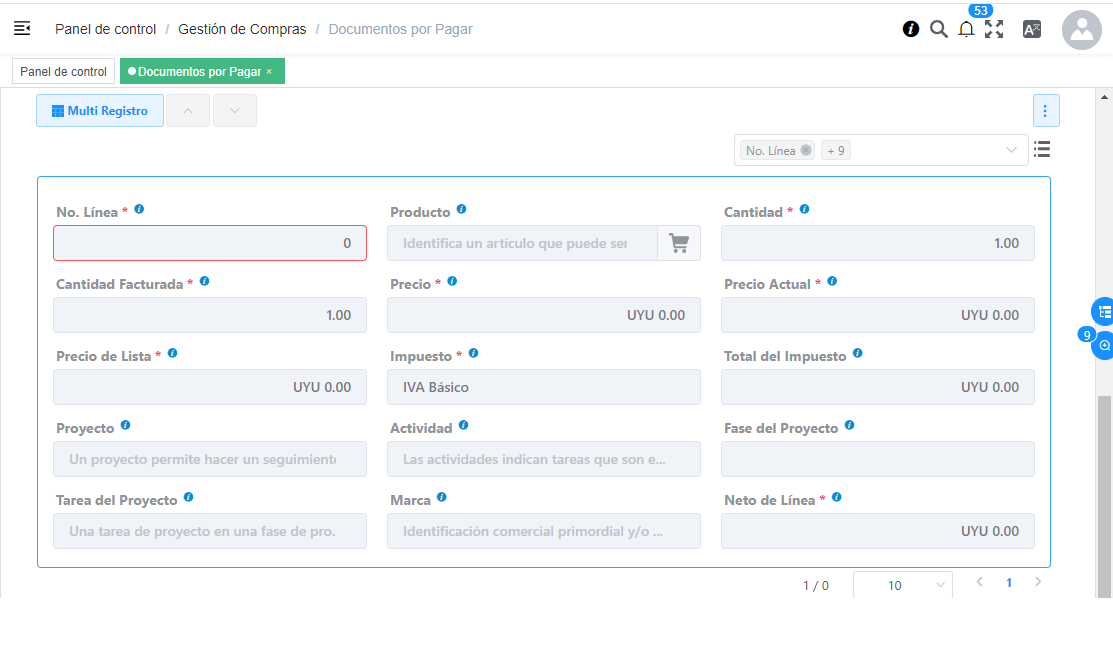 53
Panel de control / Gestión de Compras / Documentos por Pagar
Panel de control
Documentos por Pagar ×
Multi Registro
No. Línea
+ 9
No. Línea *
Producto
Cantidad *
0
Identifica un artículo que puede ser
1.00
Cantidad Facturada *
Precio *
Precio Actual *
1.00
UYU 0.00
UYU 0.00
Precio de Lista *
Impuesto *
Total del Impuesto
UYU 0.00
IVA Básico
UYU 0.00
9
Proyecto
Actividad
Fase del Proyecto
Un proyecto permite hacer un seguimiento
Las actividades indican tareas que son e...
Tarea del Proyecto
Marca
Neto de Línea *
Una tarea de proyecto en una fase de pro.
Identificación comercial primordial y/o ...
UYU 0.00
1 / 0
10
1